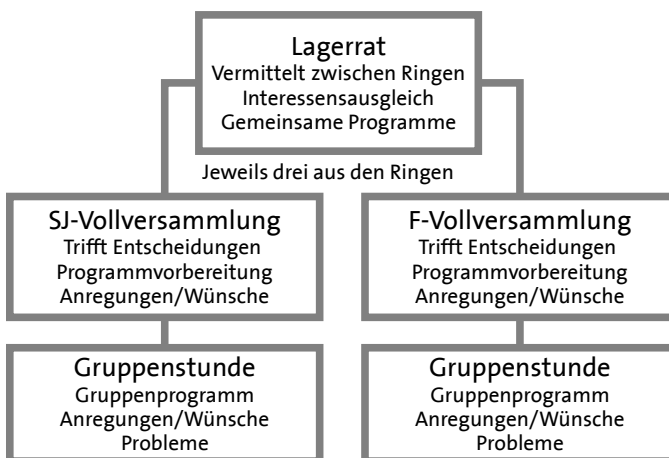 Lagerrat
Vermittelt zwischen Ringen
Interessensausgleich
Gemeinsame Programme
Jeweils drei aus den Ringen
SJ-Vollversammlung
Trifft Entscheidungen
Programmvorbereitung
Anregungen/Wünsche
F-Vollversammlung
Trifft Entscheidungen
Programmvorbereitung
Anregungen/Wünsche
Gruppenstunde
Gruppenprogramm
Anregungen/Wünsche
Probleme
Gruppenstunde
Gruppenprogramm
Anregungen/Wünsche
Probleme